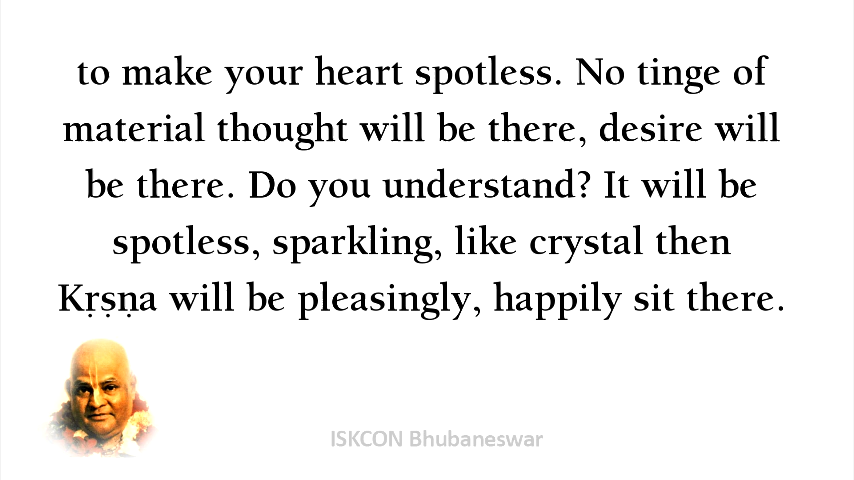 to make your heart spotless. No tinge of
material thought will be there, desire will
be there. Do you understand? It will be
spotless, sparkling, like crystal then
Kṛṣṇa will be pleasingly, happily sit there.
ISKCON Bhubaneswar